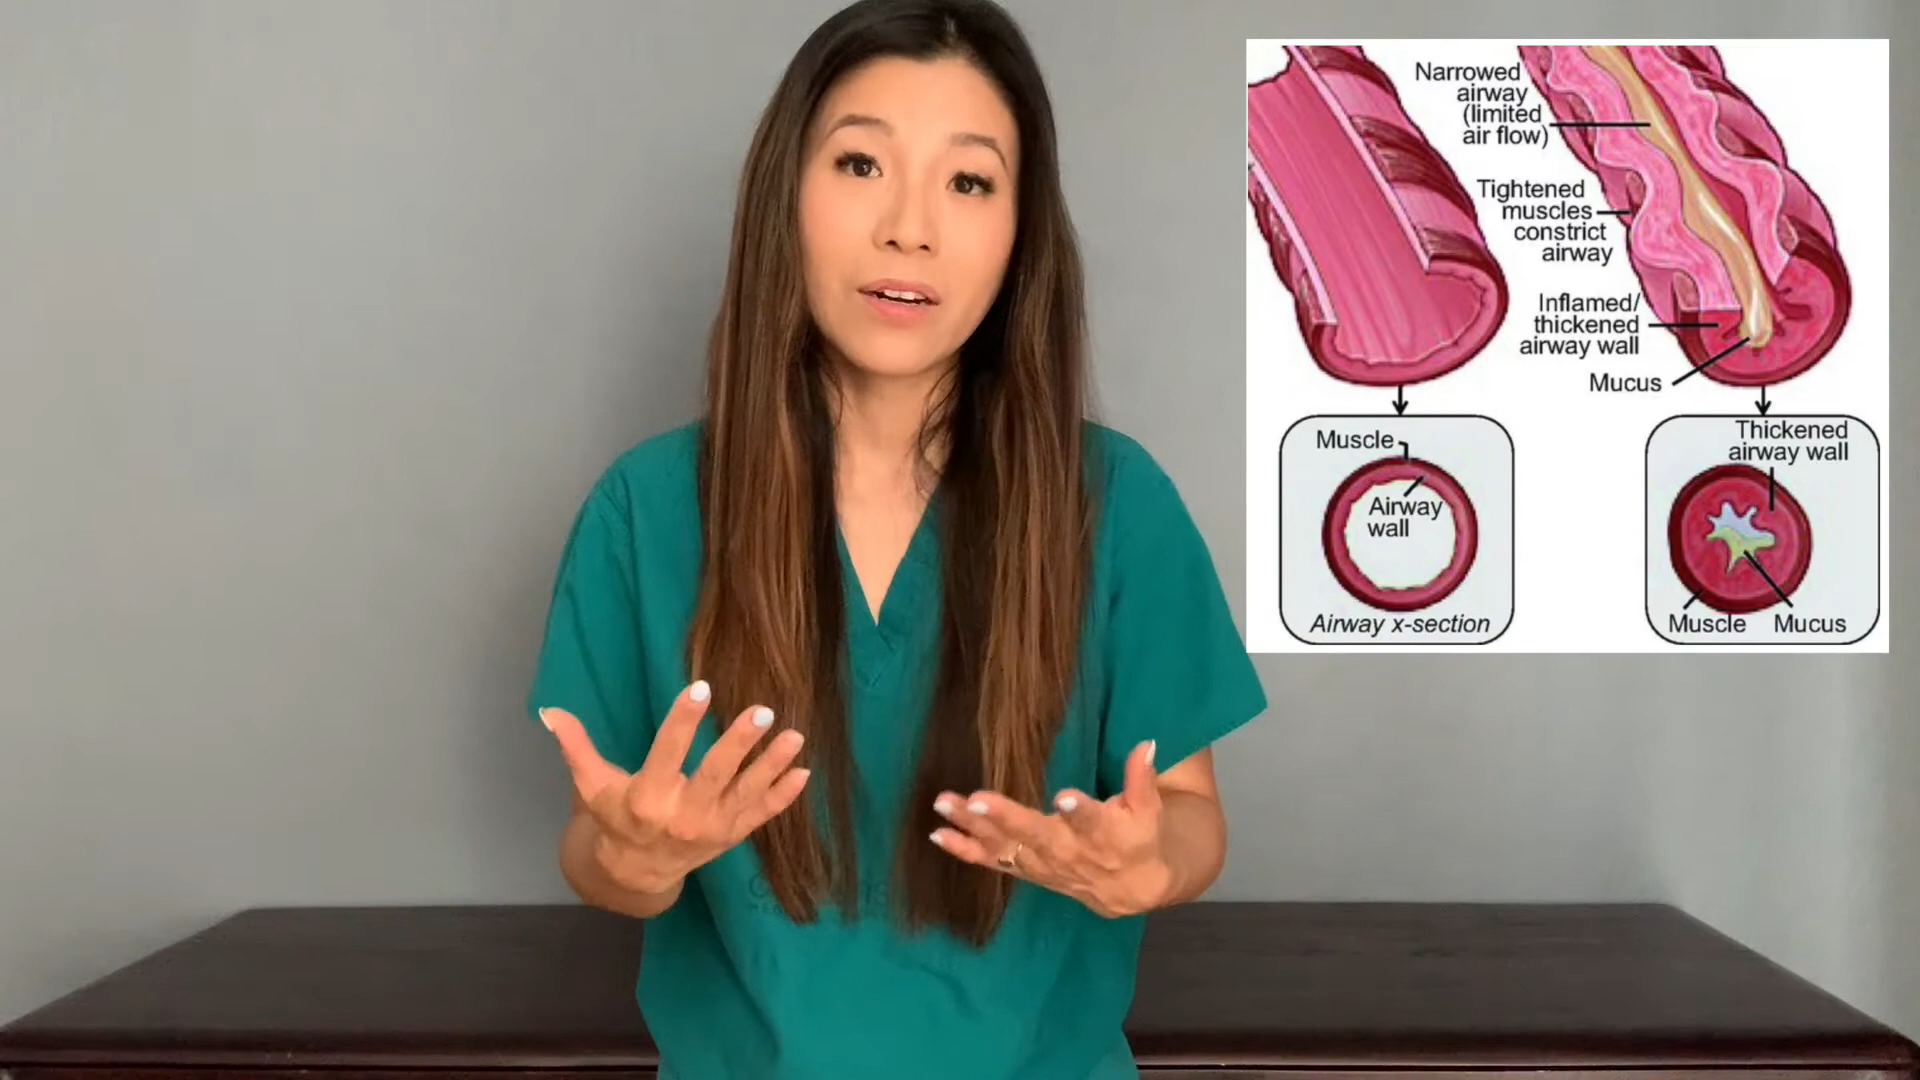 Narrowed
airway
(limited
air flow)
Tightened
muscles
constrict
airway
Inflamed/
thickened
airway wall
Mucus
Muscle
Airway
wall
Airway x-section
Thickened
airway wall
Muscle
Mucus